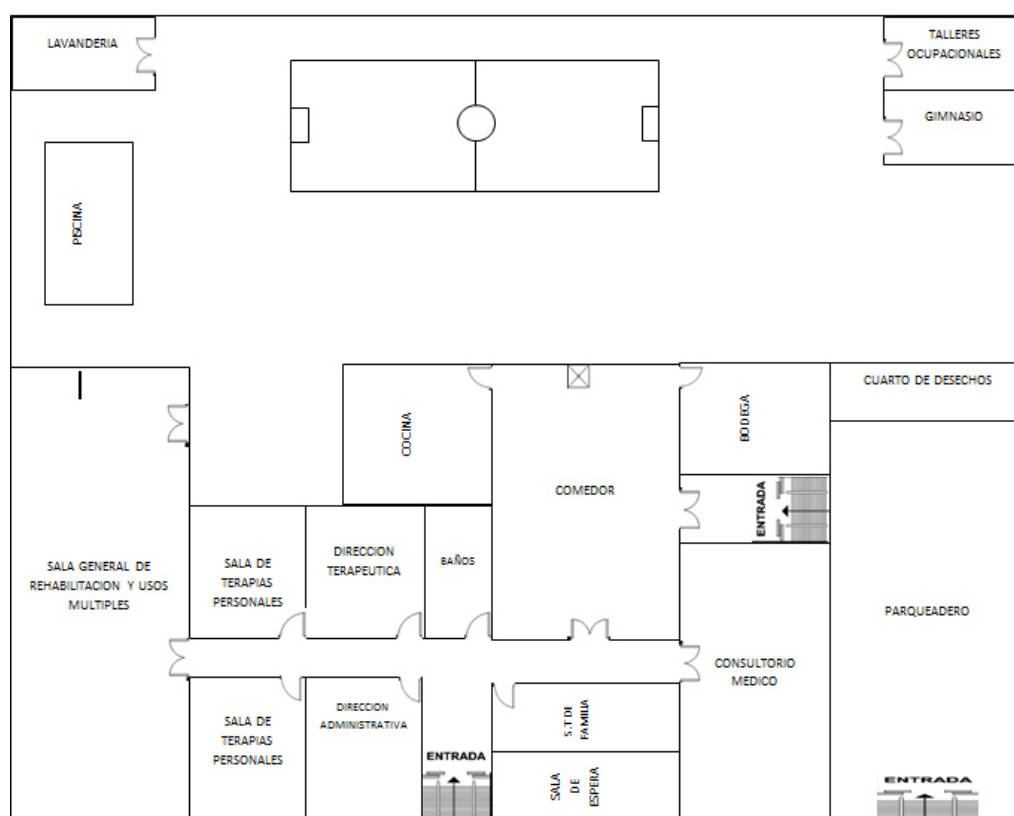 LAVANDERIA
TALLERES
OCUPACIONALES
GIMNASIO
PISCINA
CUARTO DE DESECHOS
COCINA
BODEGA
COMEDOR
ENTRADA
SALA GENERAL DE
REHABILITACION Y USOS
MULTIPLES
SALA DE
TERAPIAS
PERSONALES
DIRECCION
TERAPEUTICA
BAÑOS
PARQUEADERO
CONSULTORIO
MEDICO
SALA DE
TERAPIAS
PERSONALES
DIRECCION
ADMINISTRATIVA
S.T DE
FAMILIA
ENTRADA
SALA
DE
ESPERA
ENTRADA